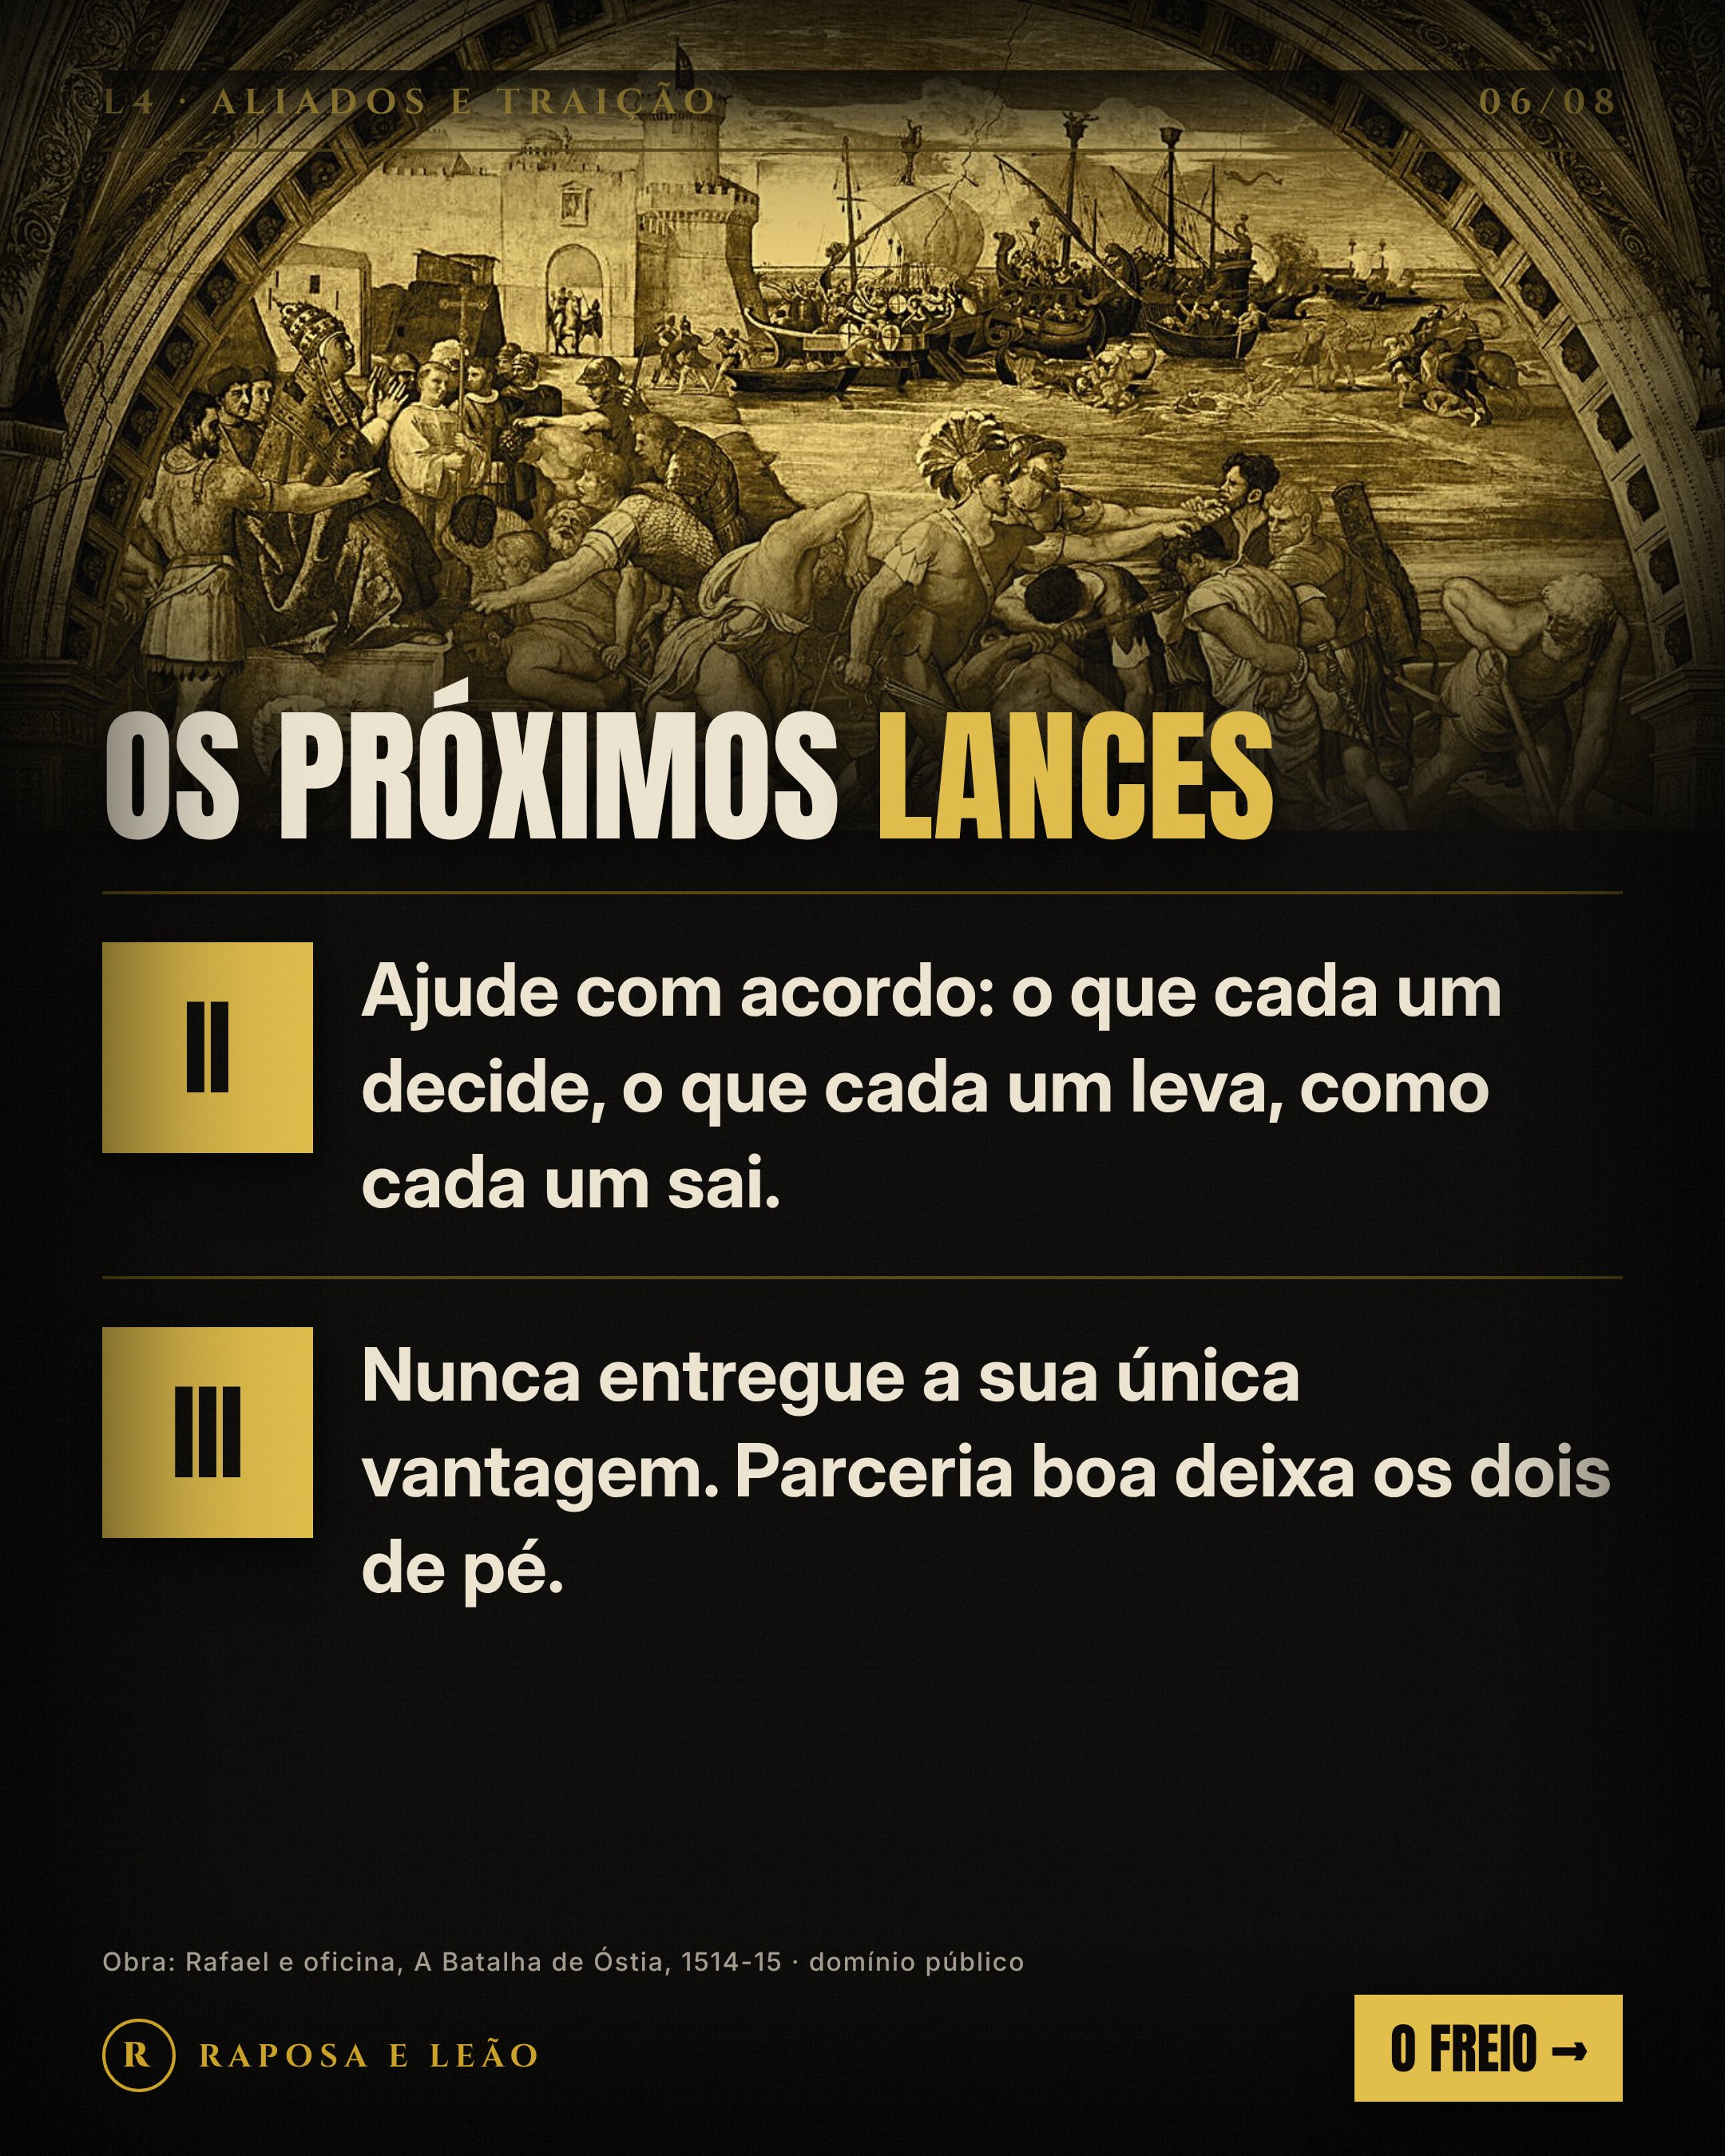 L4 · ALIADOS E TRAIÇÃO
06/08
OS PRÓXIMOS LANCES
II
Ajude com acordo: o que cada um
decide, o que cada um leva, como
cada um sai.
III
Nunca entregue a sua única
vantagem. Parceria boa deixa os dois
de pé.
Obra: Rafael e oficina, A Batalha de Óstia, 1514-15 · domínio público
R RAPOSA E LEÃO
O FREIO →